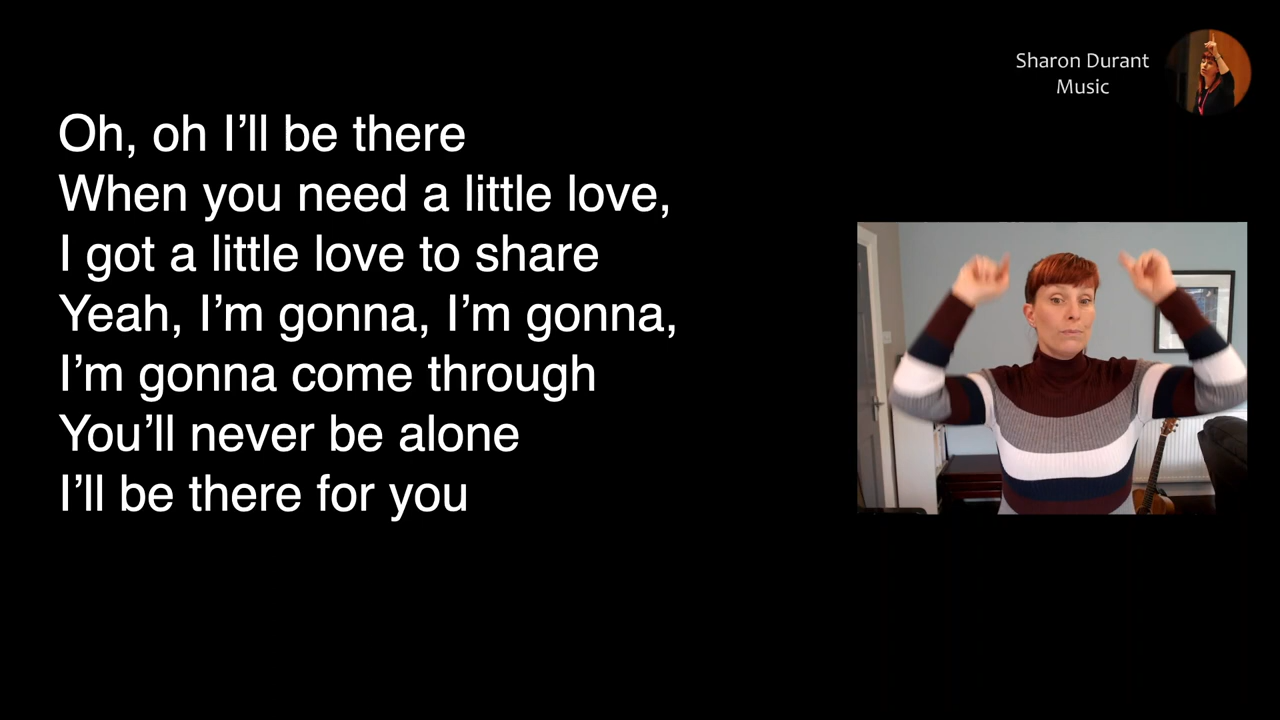 Sharon Durant
Music
Oh, oh I’ll be there
When you need a little love,
I got a little love to share
Yeah, I’m gonna, I’m gonna,
I’m gonna come through
You’ll never be alone
I’ll be there for you